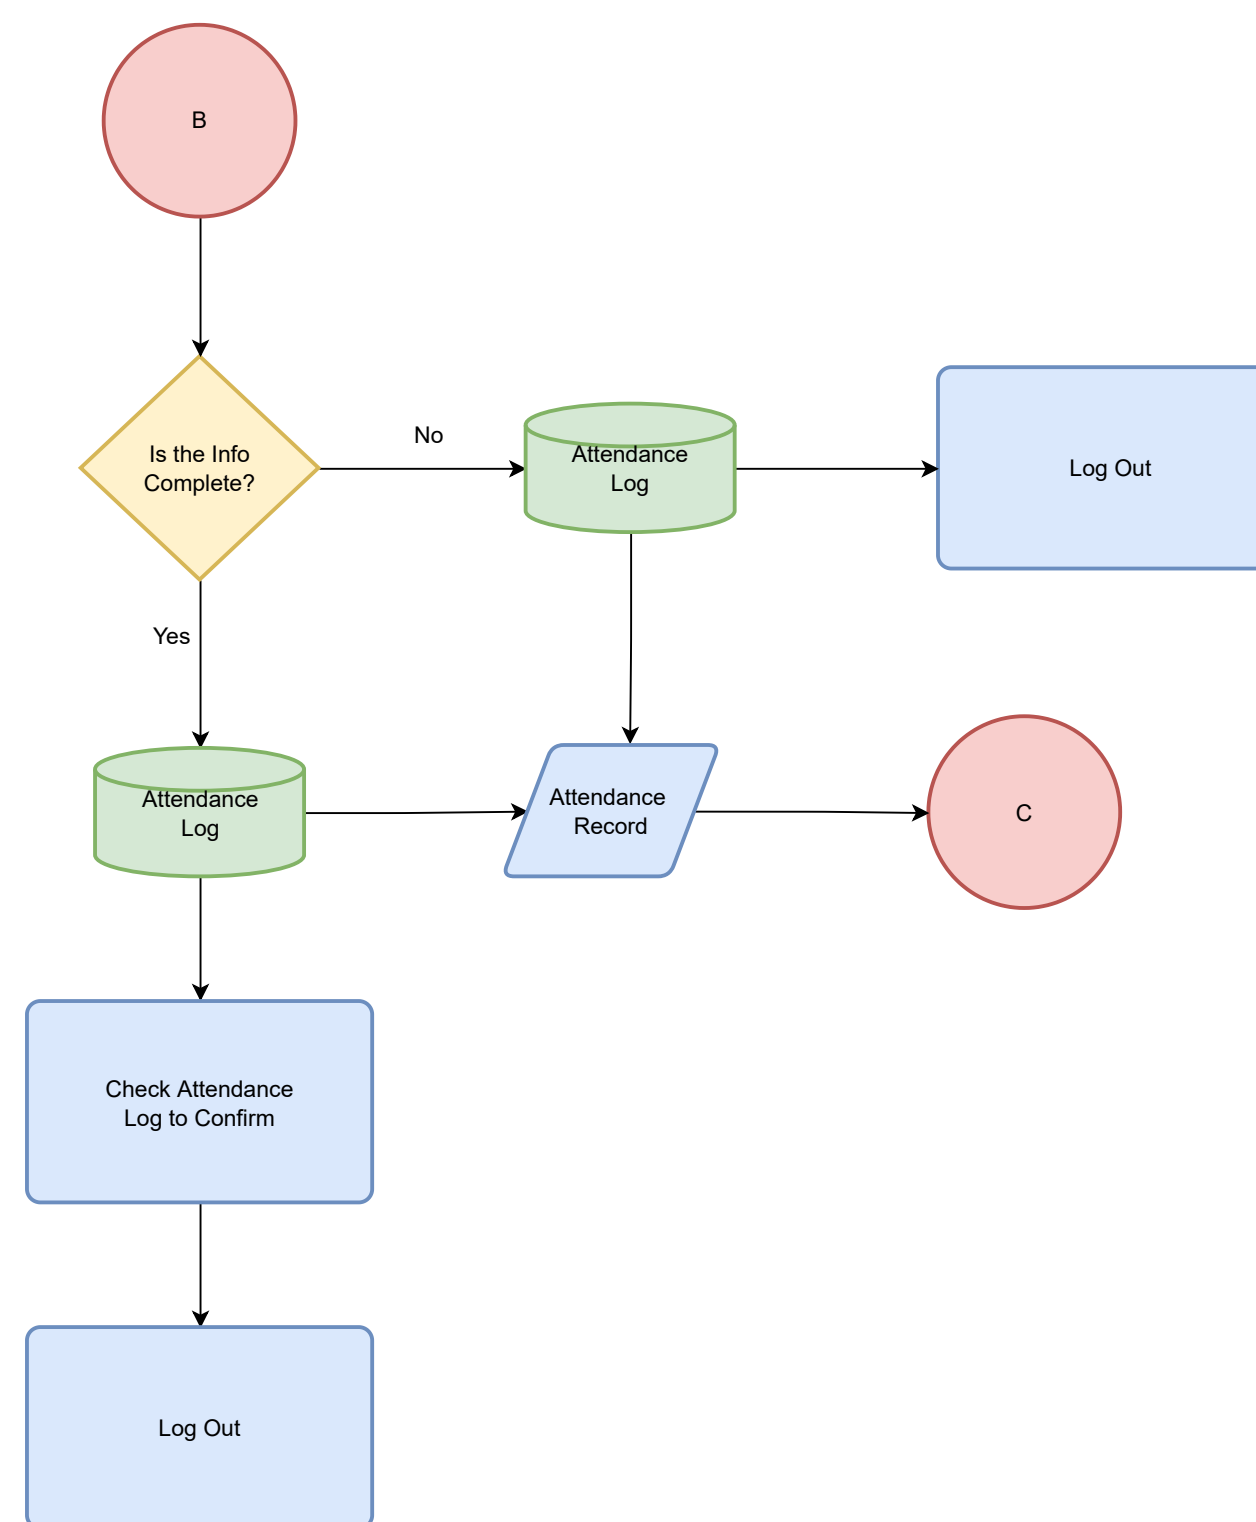 B
Is the Info
Complete?
No
Attendance
Log
Log Out
Yes
Attendance
Log
Attendance
Record
C
Check Attendance
Log to Confirm
Log Out